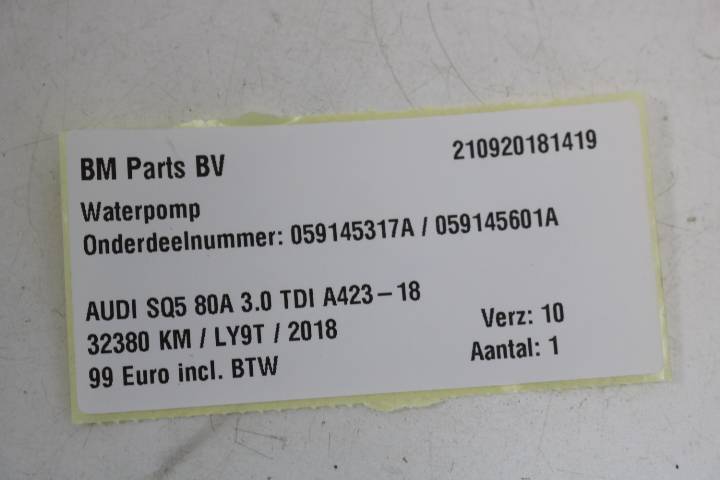 BM Parts BV 210920181419
Waterpomp
Onderdeelnummer: 059145317A / 059145601A
AUDI SQ5 80A 3.0 TDI A423-18
32380 KM / LY9T / 2018 Verz: 10
99 Euro incl. BTW Aantal: 1